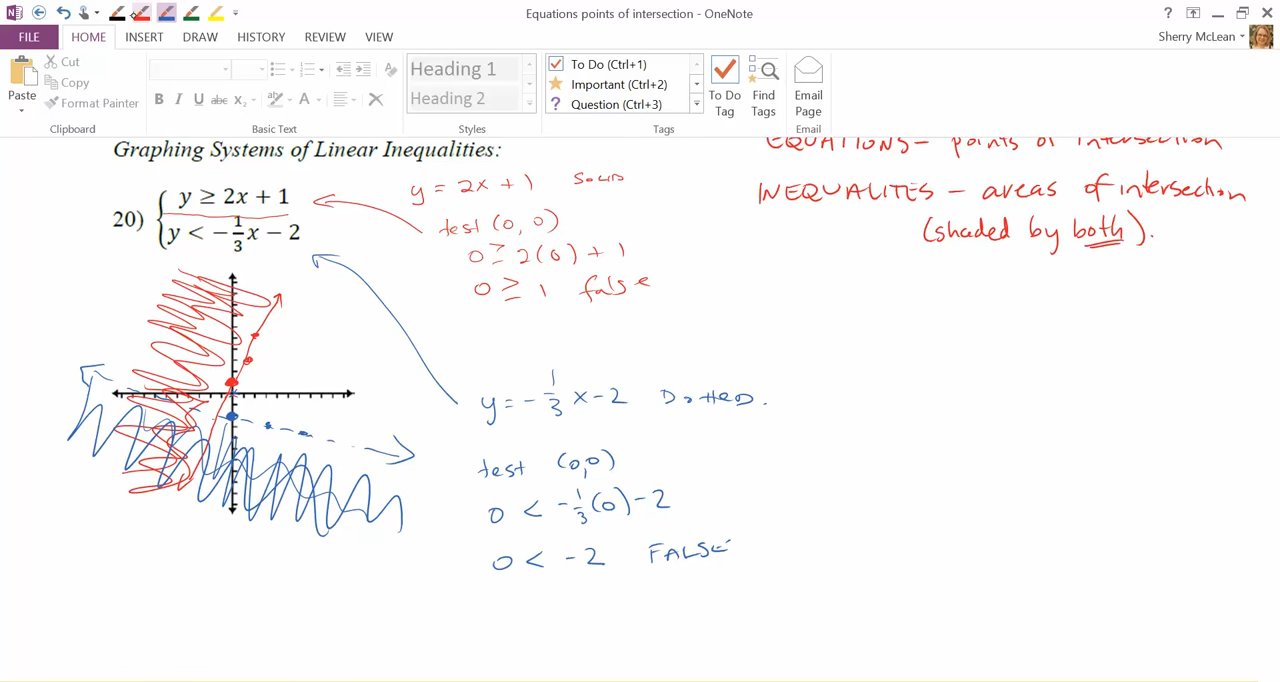 Equations points of intersection - OneNote
?
Sherry McLean
FILE HOME INSERT DRAW HISTORY REVIEW VIEW
Paste
Cut
Copy
Format Painter
Clipboard
B I U abc X₂ A
Basic Text
Heading 1
Heading 2
Styles
To Do (Ctrl+1)
Important (Ctrl+2)
? Question (Ctrl+3)
To Do Tag
Find Tags
Tags
Email Page
Email
Graphing Systems of Linear Inequalities:
20) { y ≥ 2x + 1
y < -1/3x - 2
y = 2x + 1 SOLID
test (0, 0)
0 ≥ 2(0) + 1
0 ≥ 1 false
EQUATIONS - points of intersection
INEQUALITES - areas of intersection
(shaded by both).
y = -1/3 x - 2 DOTTED.
test (0,0)
0 < -1/3(0) - 2
0 < -2 FALSE